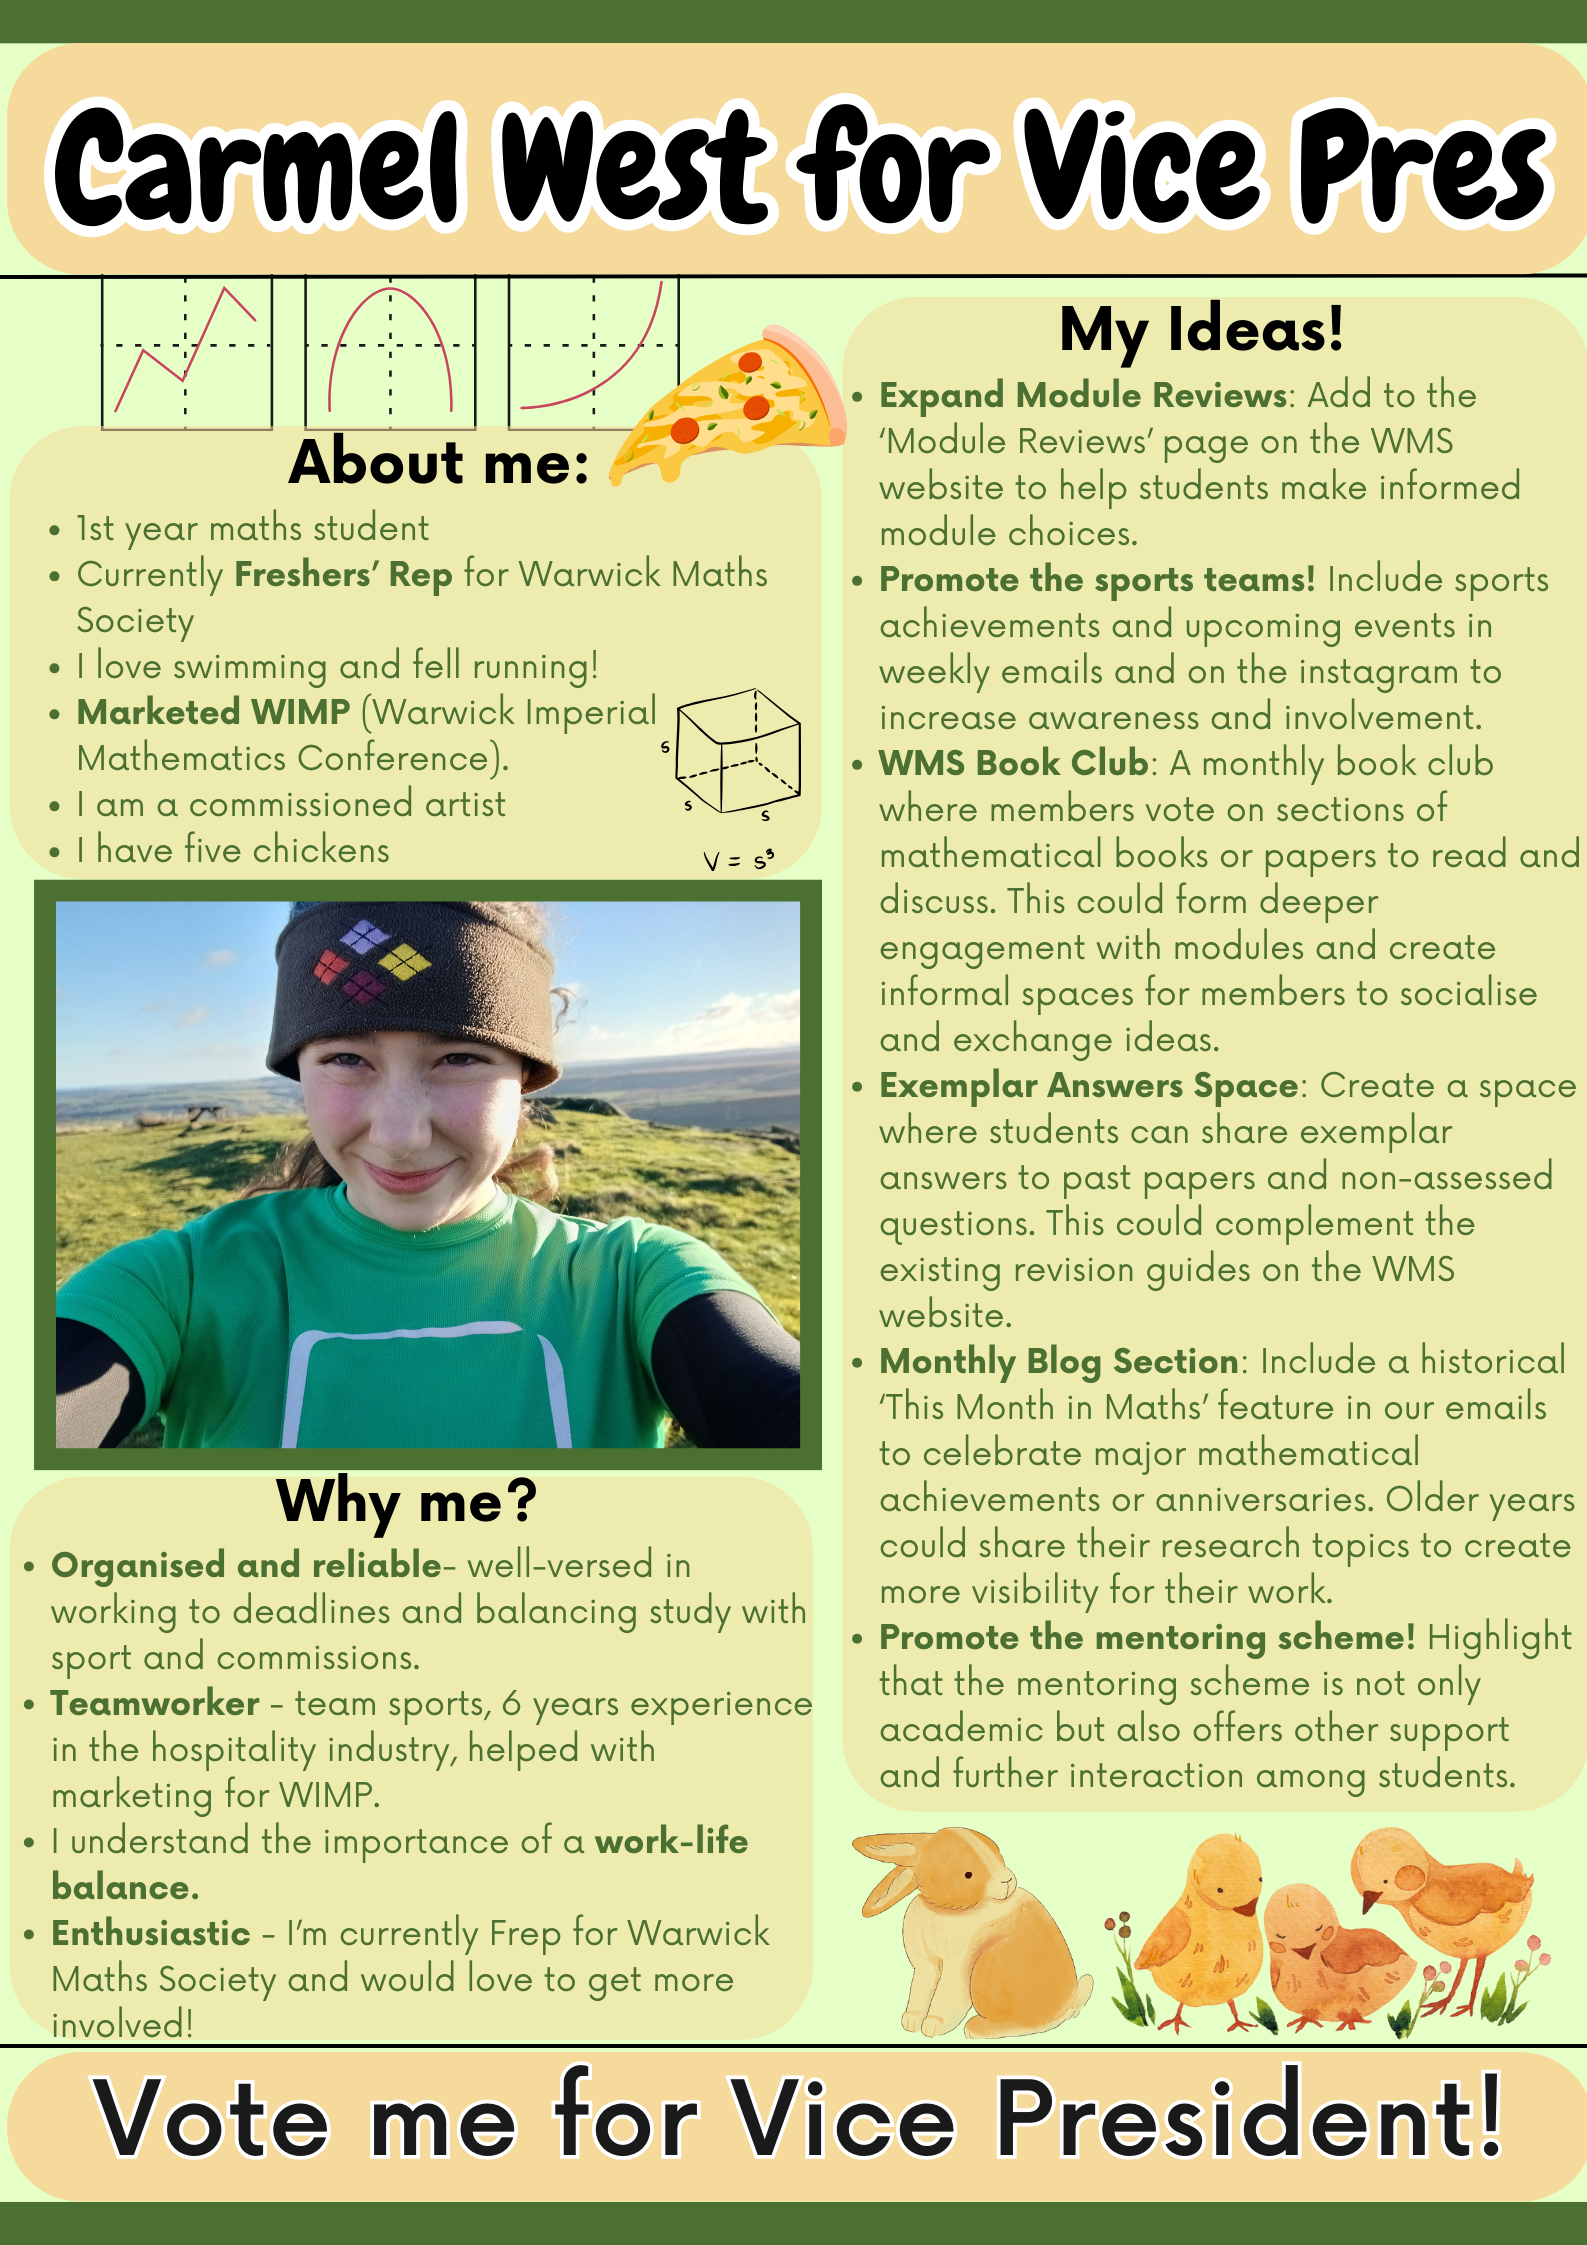 Carmel West for Vice Pres
About me:
• 1st year maths student
• Currently Freshers’ Rep for Warwick Maths
Society
• I love swimming and fell running!
• Marketed WIMP (Warwick Imperial
Mathematics Conference).
• I am a commissioned artist
• I have five chickens
s
s
s
V = s³
Why me?
• Organised and reliable- well-versed in
working to deadlines and balancing study with
sport and commissions.
• Teamworker - team sports, 6 years experience
in the hospitality industry, helped with
marketing for WIMP.
• I understand the importance of a work-life
balance.
• Enthusiastic - I’m currently Frep for Warwick
Maths Society and would love to get more
involved!
My Ideas!
• Expand Module Reviews: Add to the
‘Module Reviews’ page on the WMS
website to help students make informed
module choices.
• Promote the sports teams! Include sports
achievements and upcoming events in
weekly emails and on the instagram to
increase awareness and involvement.
• WMS Book Club: A monthly book club
where members vote on sections of
mathematical books or papers to read and
discuss. This could form deeper
engagement with modules and create
informal spaces for members to socialise
and exchange ideas.
• Exemplar Answers Space: Create a space
where students can share exemplar
answers to past papers and non-assessed
questions. This could complement the
existing revision guides on the WMS
website.
• Monthly Blog Section: Include a historical
‘This Month in Maths’ feature in our emails
to celebrate major mathematical
achievements or anniversaries. Older years
could share their research topics to create
more visibility for their work.
• Promote the mentoring scheme! Highlight
that the mentoring scheme is not only
academic but also offers other support
and further interaction among students.
Vote me for Vice President!